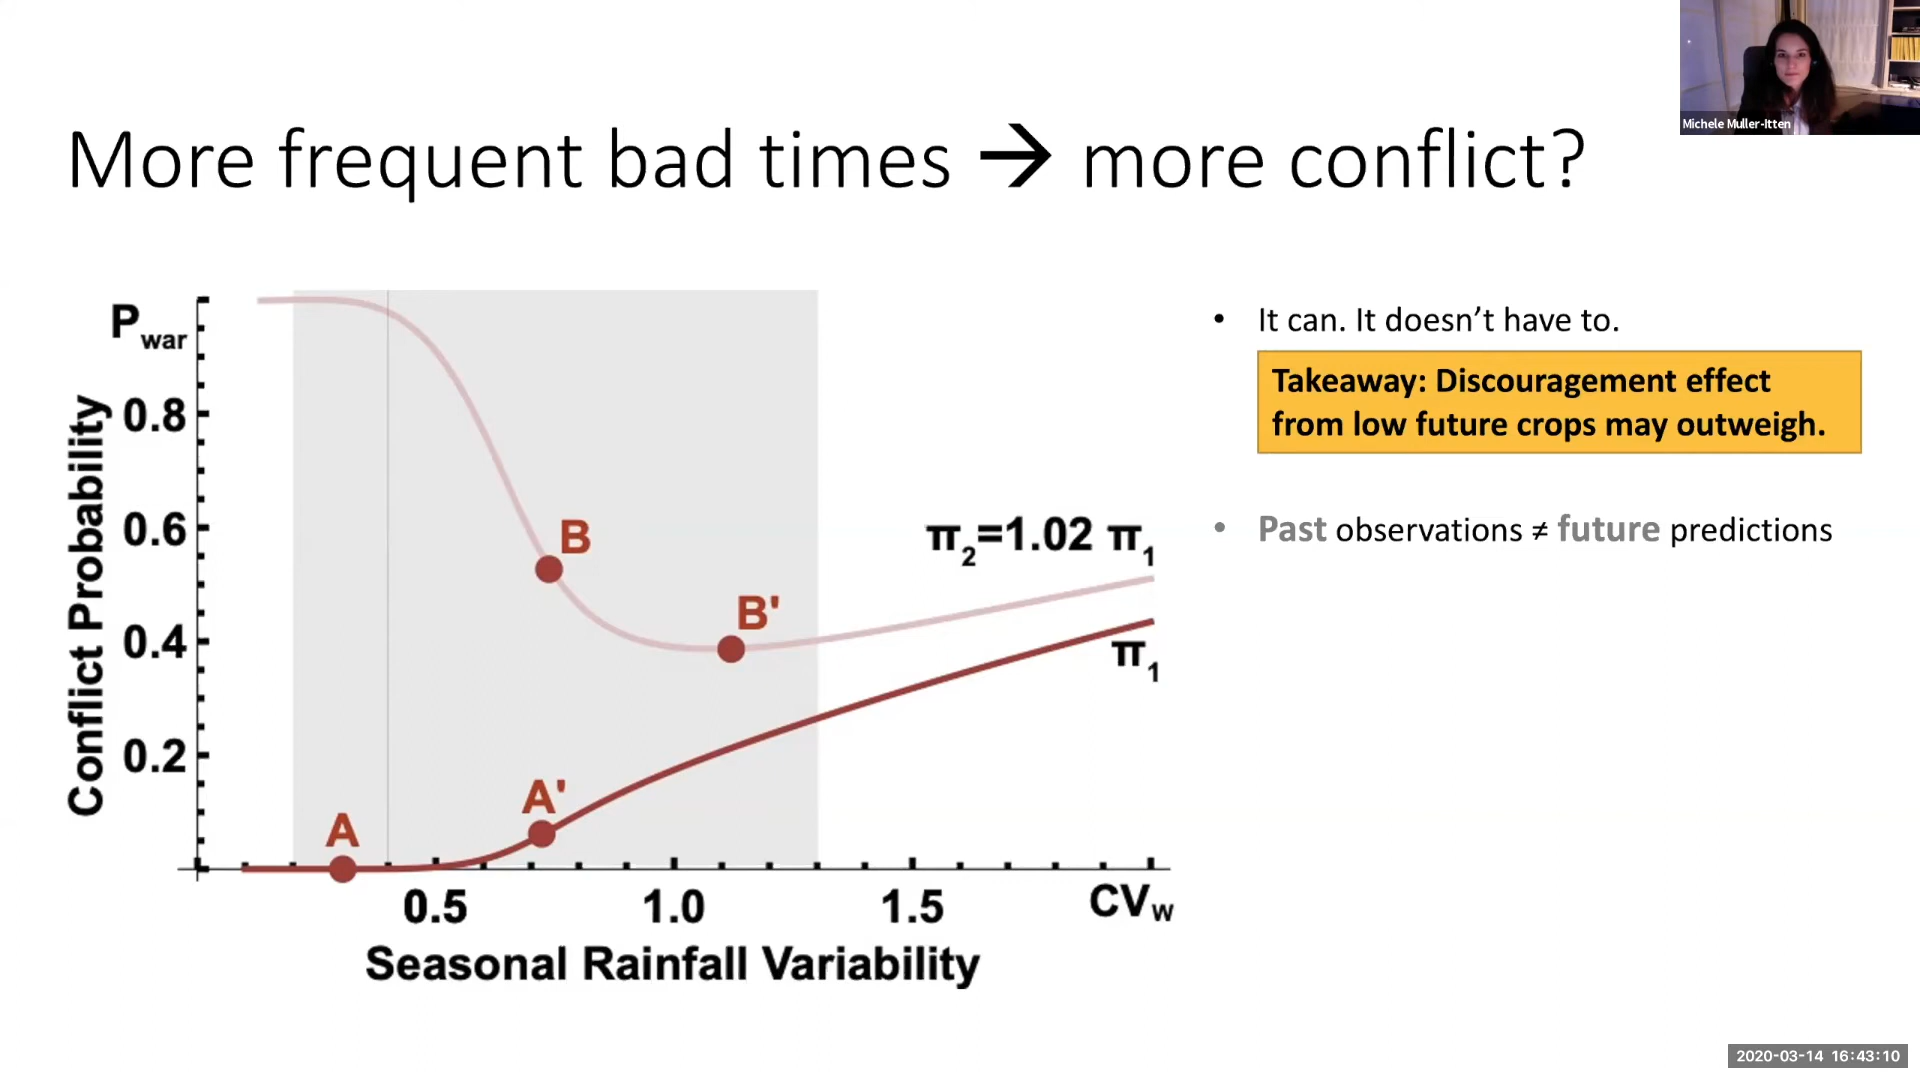 Michele Muller-Itten
More frequent bad times → more conflict?
P war
Conflict Probability
0.8
0.6
0.4
0.2
B
B'
A
A'
π2=1.02 π1
π1
0.5
1.0
1.5
CVw
Seasonal Rainfall Variability
• It can. It doesn’t have to.
Takeaway: Discouragement effect
from low future crops may outweigh.
• Past observations ≠ future predictions
2020-03-14 16:43:10